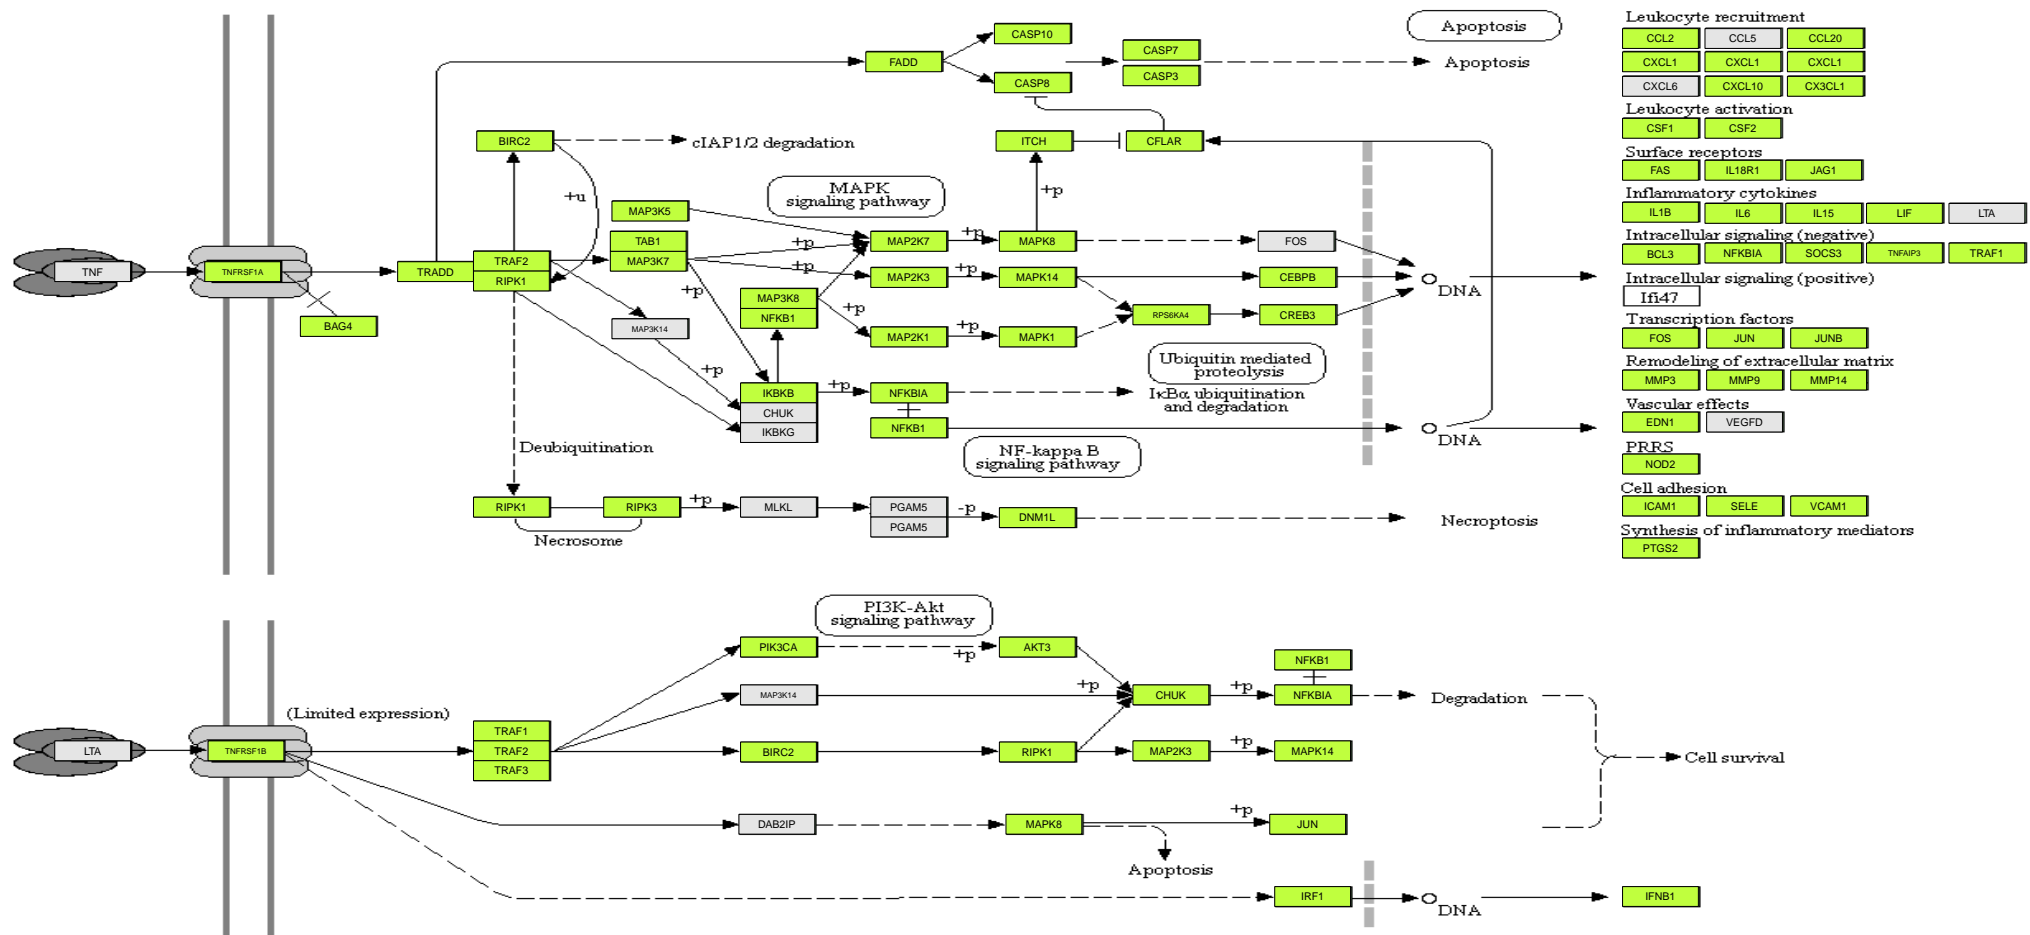 Leukocyte recruitment
CCL2 CCL5 CCL20
CXCL1 CXCL1 CXCL1
CXCL6 CXCL10 CX3CL1
Leukocyte activation
CSF1 CSF2
Surface receptors
FAS IL18R1 JAG1
Inflammatory cytokines
IL1B IL6 IL15 LIF LTA
Intracellular signaling (negative)
BCL3 NFKBIA SOCS3 TNFAIP3 TRAF1
Intracellular signaling (positive)
Ifi47
Transcription factors
FOS JUN JUNB
Remodeling of extracellular matrix
MMP3 MMP9 MMP14
Vascular effects
EDN1 VEGFD
PRRS
NOD2
Cell adhesion
ICAM1 SELE VCAM1
Synthesis of inflammatory mediators
PTGS2
Apoptosis
CASP10
FADD
CASP7
Apoptosis
CASP8
CASP3
BIRC2
cIAP1/2 degradation
ITCH
CFLAR
+u
MAPK
signaling pathway
+p
MAP3K5
TAB1
MAP3K7
+p
+p
+p
MAP2K7
+p
MAPK8
FOS
TNF
TNFRSF1A
TRADD
TRAF2
RIPK1
MAP2K3
+p
MAPK14
CEBPB
DNA
BAG4
MAP3K14
MAP3K8
NFKB1
+p
MAP2K1
+p
MAPK1
RPS6KA4
CREB3
+p
Ubiquitin mediated
proteolysis
IKBKB
CHUK
IKBKG
+p
NFKBIA
IκBα ubiquitination
and degradation
NFKB1
DNA
NF-kappa B
signaling pathway
Deubiquitination
RIPK1
RIPK3
+p
MLKL
PGAM5
PGAM5
-p
DNM1L
Necroptosis
Necrosome
PI3K-Akt
signaling pathway
PIK3CA
+p
AKT3
NFKB1
MAP3K14
+p
CHUK
+p
NFKBIA
Degradation
(Limited expression)
LTA
TNFRSF1B
TRAF1
TRAF2
TRAF3
BIRC2
RIPK1
MAP2K3
+p
MAPK14
Cell survival
DAB2IP
MAPK8
+p
JUN
Apoptosis
IRF1
DNA
IFNB1